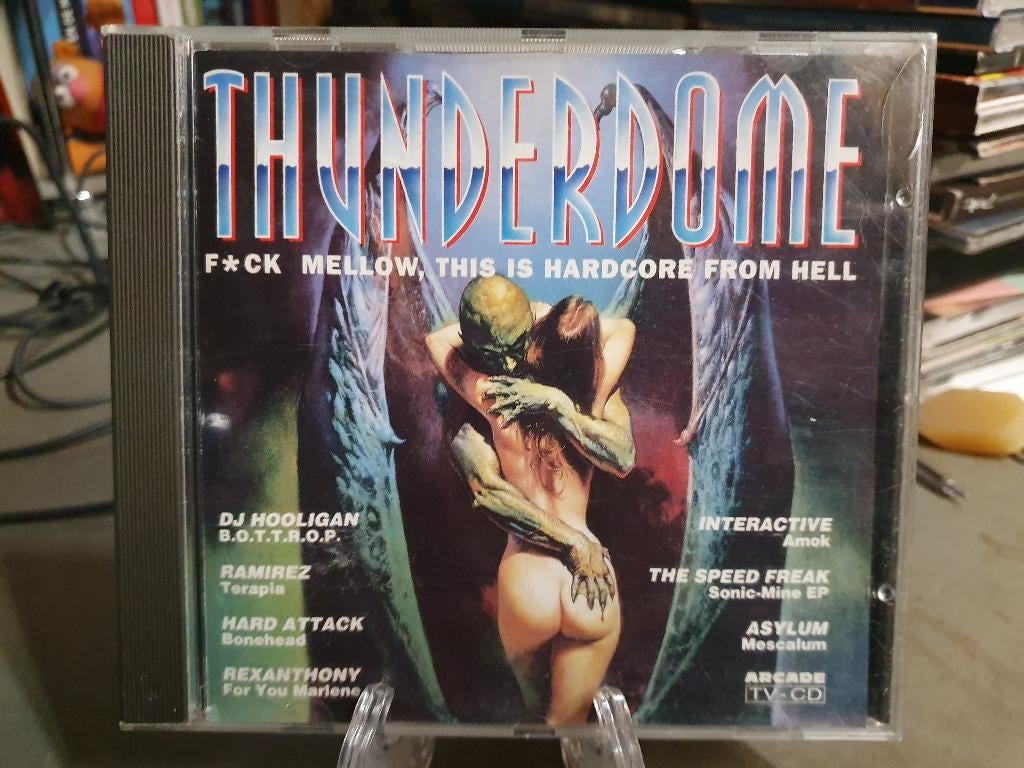 THUNDERDOME
F*CK MELLOW, THIS IS HARDCORE FROM HELL
DJ HOOLIGAN
B.O.T.T.R.O.P.
RAMIREZ
Terapia
HARD ATTACK
Bonehead
REXANTHONY
For You Marlene
INTERACTIVE
Amok
THE SPEED FREAK
Sonic-Mine EP
ASYLUM
Mescalum
ARCADE
TV-CD